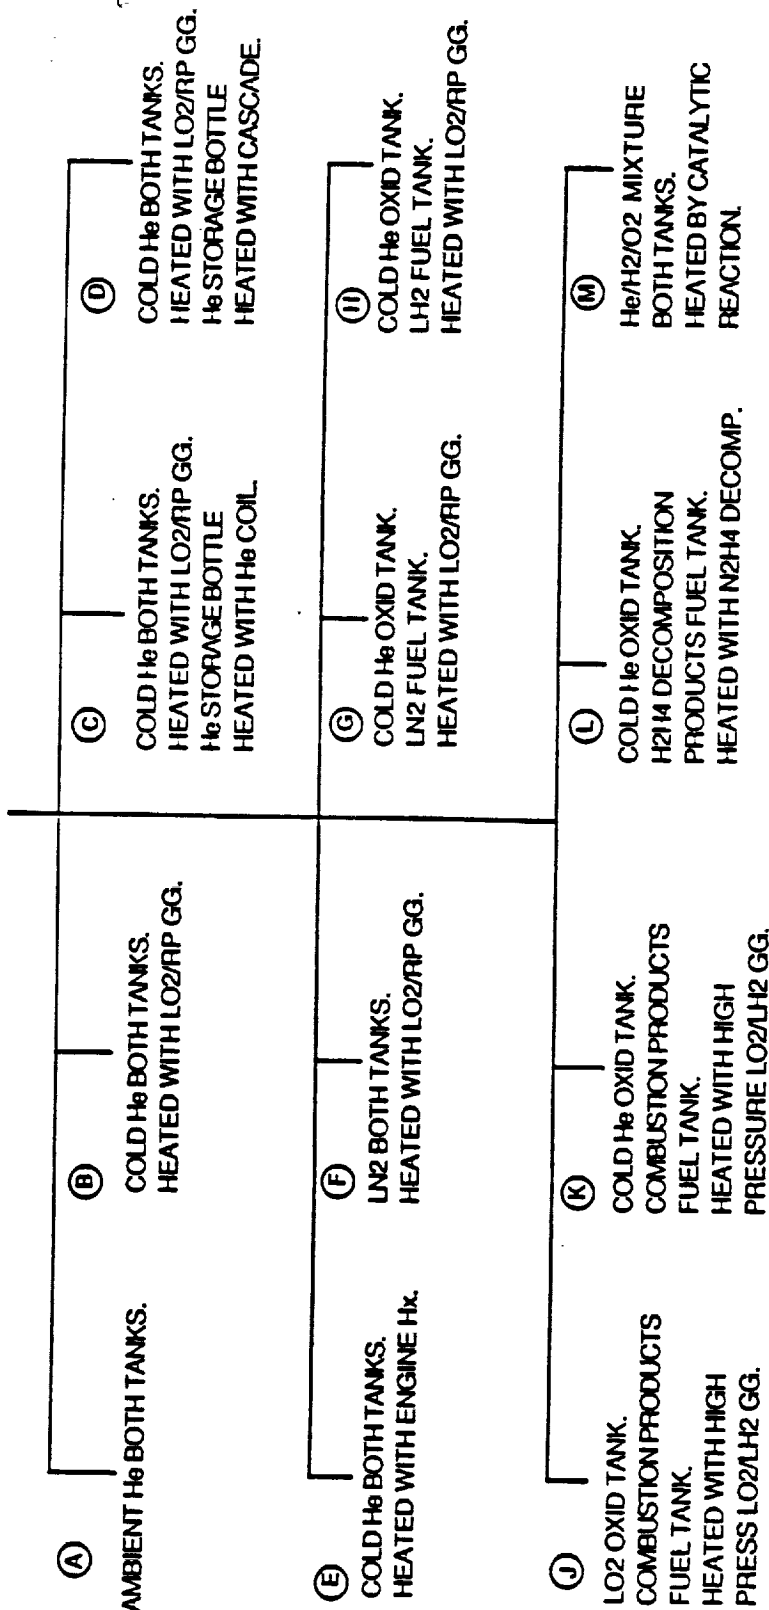 A
AMBIENT He BOTH TANKS.
B
COLD He BOTH TANKS.
HEATED WITH LO2/RP GG.
C
COLD He BOTH TANKS.
HEATED WITH LO2/RP GG.
He STORAGE BOTTLE
HEATED WITH He COIL.
D
COLD He BOTH TANKS.
HEATED WITH LO2/RP GG.
He STORAGE BOTTLE
HEATED WITH CASCADE.
E
COLD He BOTH TANKS.
HEATED WITH ENGINE Hx.
F
LN2 BOTH TANKS.
HEATED WITH LO2/RP GG.
G
COLD He OXID TANK.
LN2 FUEL TANK.
HEATED WITH LO2/RP GG.
H
COLD He OXID TANK.
LH2 FUEL TANK.
HEATED WITH LO2/RP GG.
J
LO2 OXID TANK.
COMBUSTION PRODUCTS
FUEL TANK.
HEATED WITH HIGH
PRESS LO2/LH2 GG.
K
COLD He OXID TANK.
COMBUSTION PRODUCTS
FUEL TANK.
HEATED WITH HIGH
PRESSURE LO2/LH2 GG.
L
COLD He OXID TANK.
H2H4 DECOMPOSITION
PRODUCTS FUEL TANK.
HEATED WITH N2H4 DECOMP.
M
He/H2/O2 MIXTURE
BOTH TANKS.
HEATED BY CATALYTIC
REACTION.